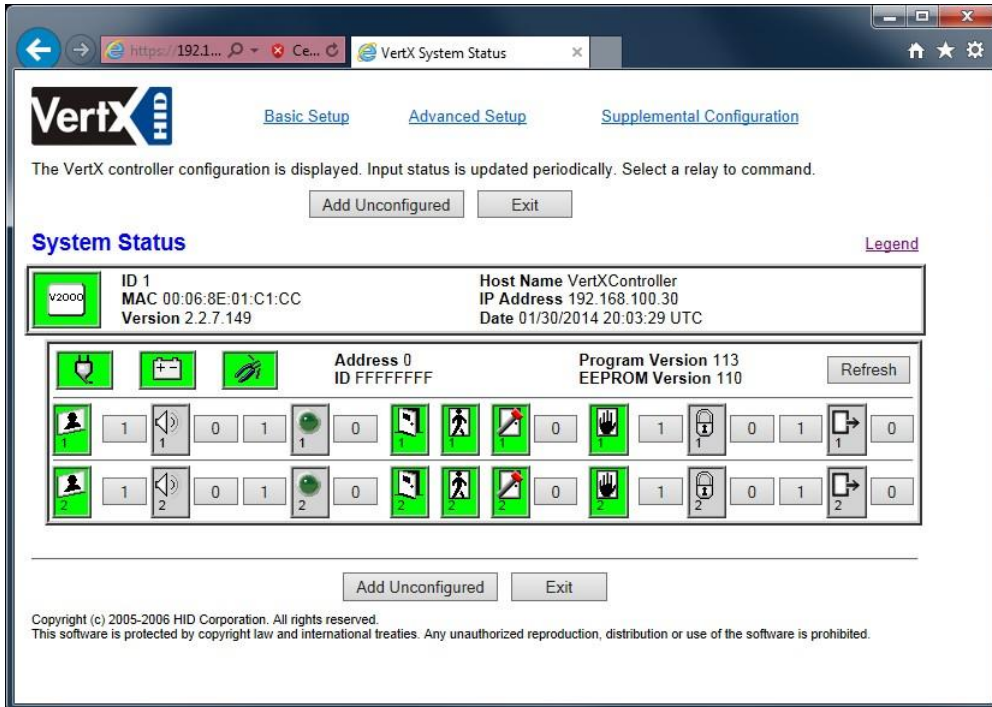 https://192.1... Ce... VertX System Status
VertX HID Basic Setup Advanced Setup Supplemental Configuration
The VertX controller configuration is displayed. Input status is updated periodically. Select a relay to command.
Add Unconfigured Exit
System Status Legend
V2000 ID 1 Host Name VertXController
MAC 00:06:8E:01:C1:CC IP Address 192.168.100.30
Version 2.2.7.149 Date 01/30/2014 20:03:29 UTC
Address 0 Program Version 113 Refresh
ID FFFFFFFF EEPROM Version 110
1 1 1 0 1 1 0 1 1 1 0 1 1 1 0 1 1 0
2 1 2 0 1 2 0 2 2 2 0 2 1 2 0 1 2 0
Add Unconfigured Exit
Copyright (c) 2005-2006 HID Corporation. All rights reserved.
This software is protected by copyright law and international treaties. Any unauthorized reproduction, distribution or use of the software is prohibited.